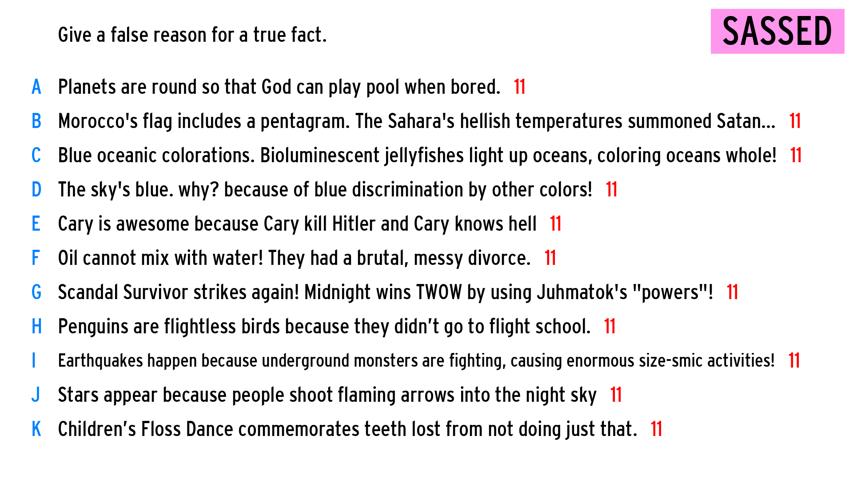 Give a false reason for a true fact.
SASSED
A Planets are round so that God can play pool when bored. 11
B Morocco's flag includes a pentagram. The Sahara's hellish temperatures summoned Satan... 11
C Blue oceanic colorations. Bioluminescent jellyfishes light up oceans, coloring oceans whole! 11
D The sky's blue. why? because of blue discrimination by other colors! 11
E Cary is awesome because Cary kill Hitler and Cary knows hell 11
F Oil cannot mix with water! They had a brutal, messy divorce. 11
G Scandal Survivor strikes again! Midnight wins TWOW by using Juhmatok's "powers"! 11
H Penguins are flightless birds because they didn’t go to flight school. 11
I Earthquakes happen because underground monsters are fighting, causing enormous size-smic activities! 11
J Stars appear because people shoot flaming arrows into the night sky 11
K Children’s Floss Dance commemorates teeth lost from not doing just that. 11